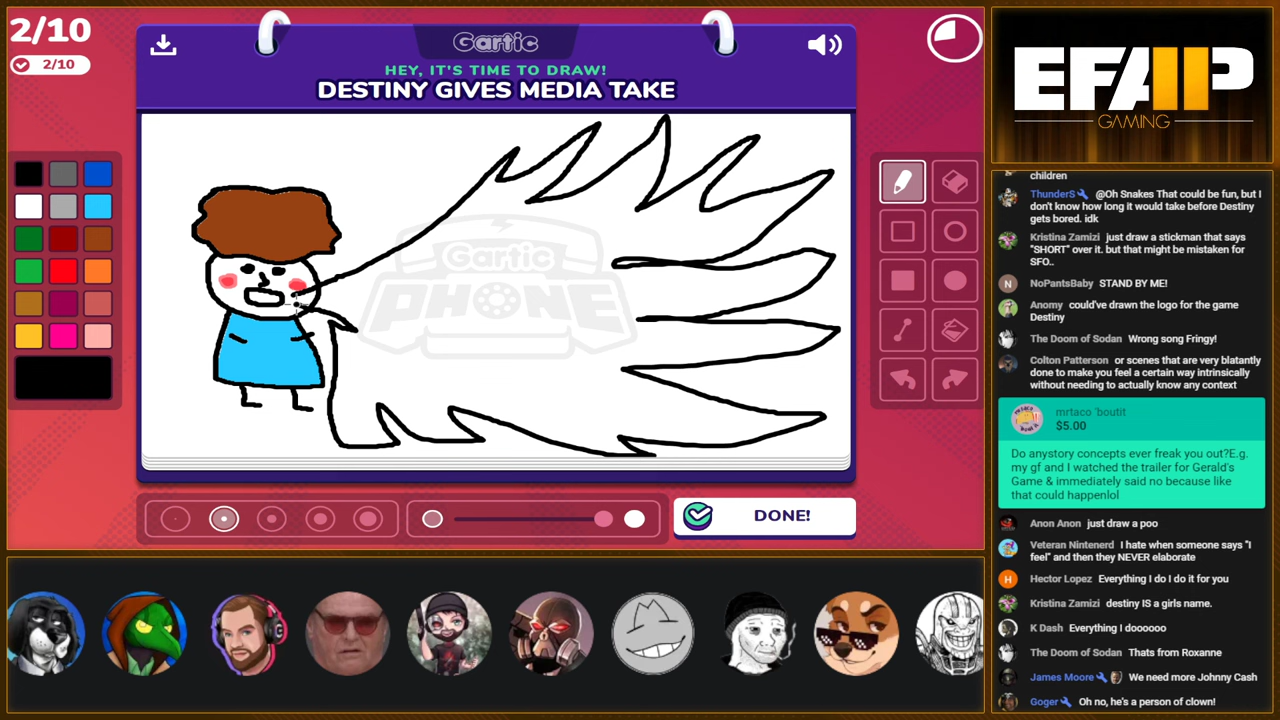 2/10
2/10
Gartic
HEY, IT'S TIME TO DRAW!
DESTINY GIVES MEDIA TAKE
Gartic
PHONE
DONE!
EFAP
GAMING
children
ThunderS @Oh Snakes That could be fun, but I
don't know how long it would take before Destiny
gets bored. idk
Kristina Zamizi just draw a stickman that says
"SHORT" over it. but that might be mistaken for
SFO..
NoPantsBaby STAND BY ME!
Anomy could've drawn the logo for the game
Destiny
The Doom of Sodan Wrong song Fringy!
Colton Patterson or scenes that are very blatantly
done to make you feel a certain way intrinsically
without needing to actually know any context
mrtaco 'boutit
$5.00
Do anystory concepts ever freak you out?E.g.
my gf and I watched the trailer for Gerald's
Game & immediately said no because like
that could happenlol
Anon Anon just draw a poo
Veteran Nintenerd I hate when someone says "I
feel" and then they NEVER elaborate
H
Hector Lopez Everything I do I do it for you
Kristina Zamizi destiny IS a girls name.
K Dash Everything I doooooo
The Doom of Sodan Thats from Roxanne
James Moore We need more Johnny Cash
Goger Oh no, he's a person of clown!